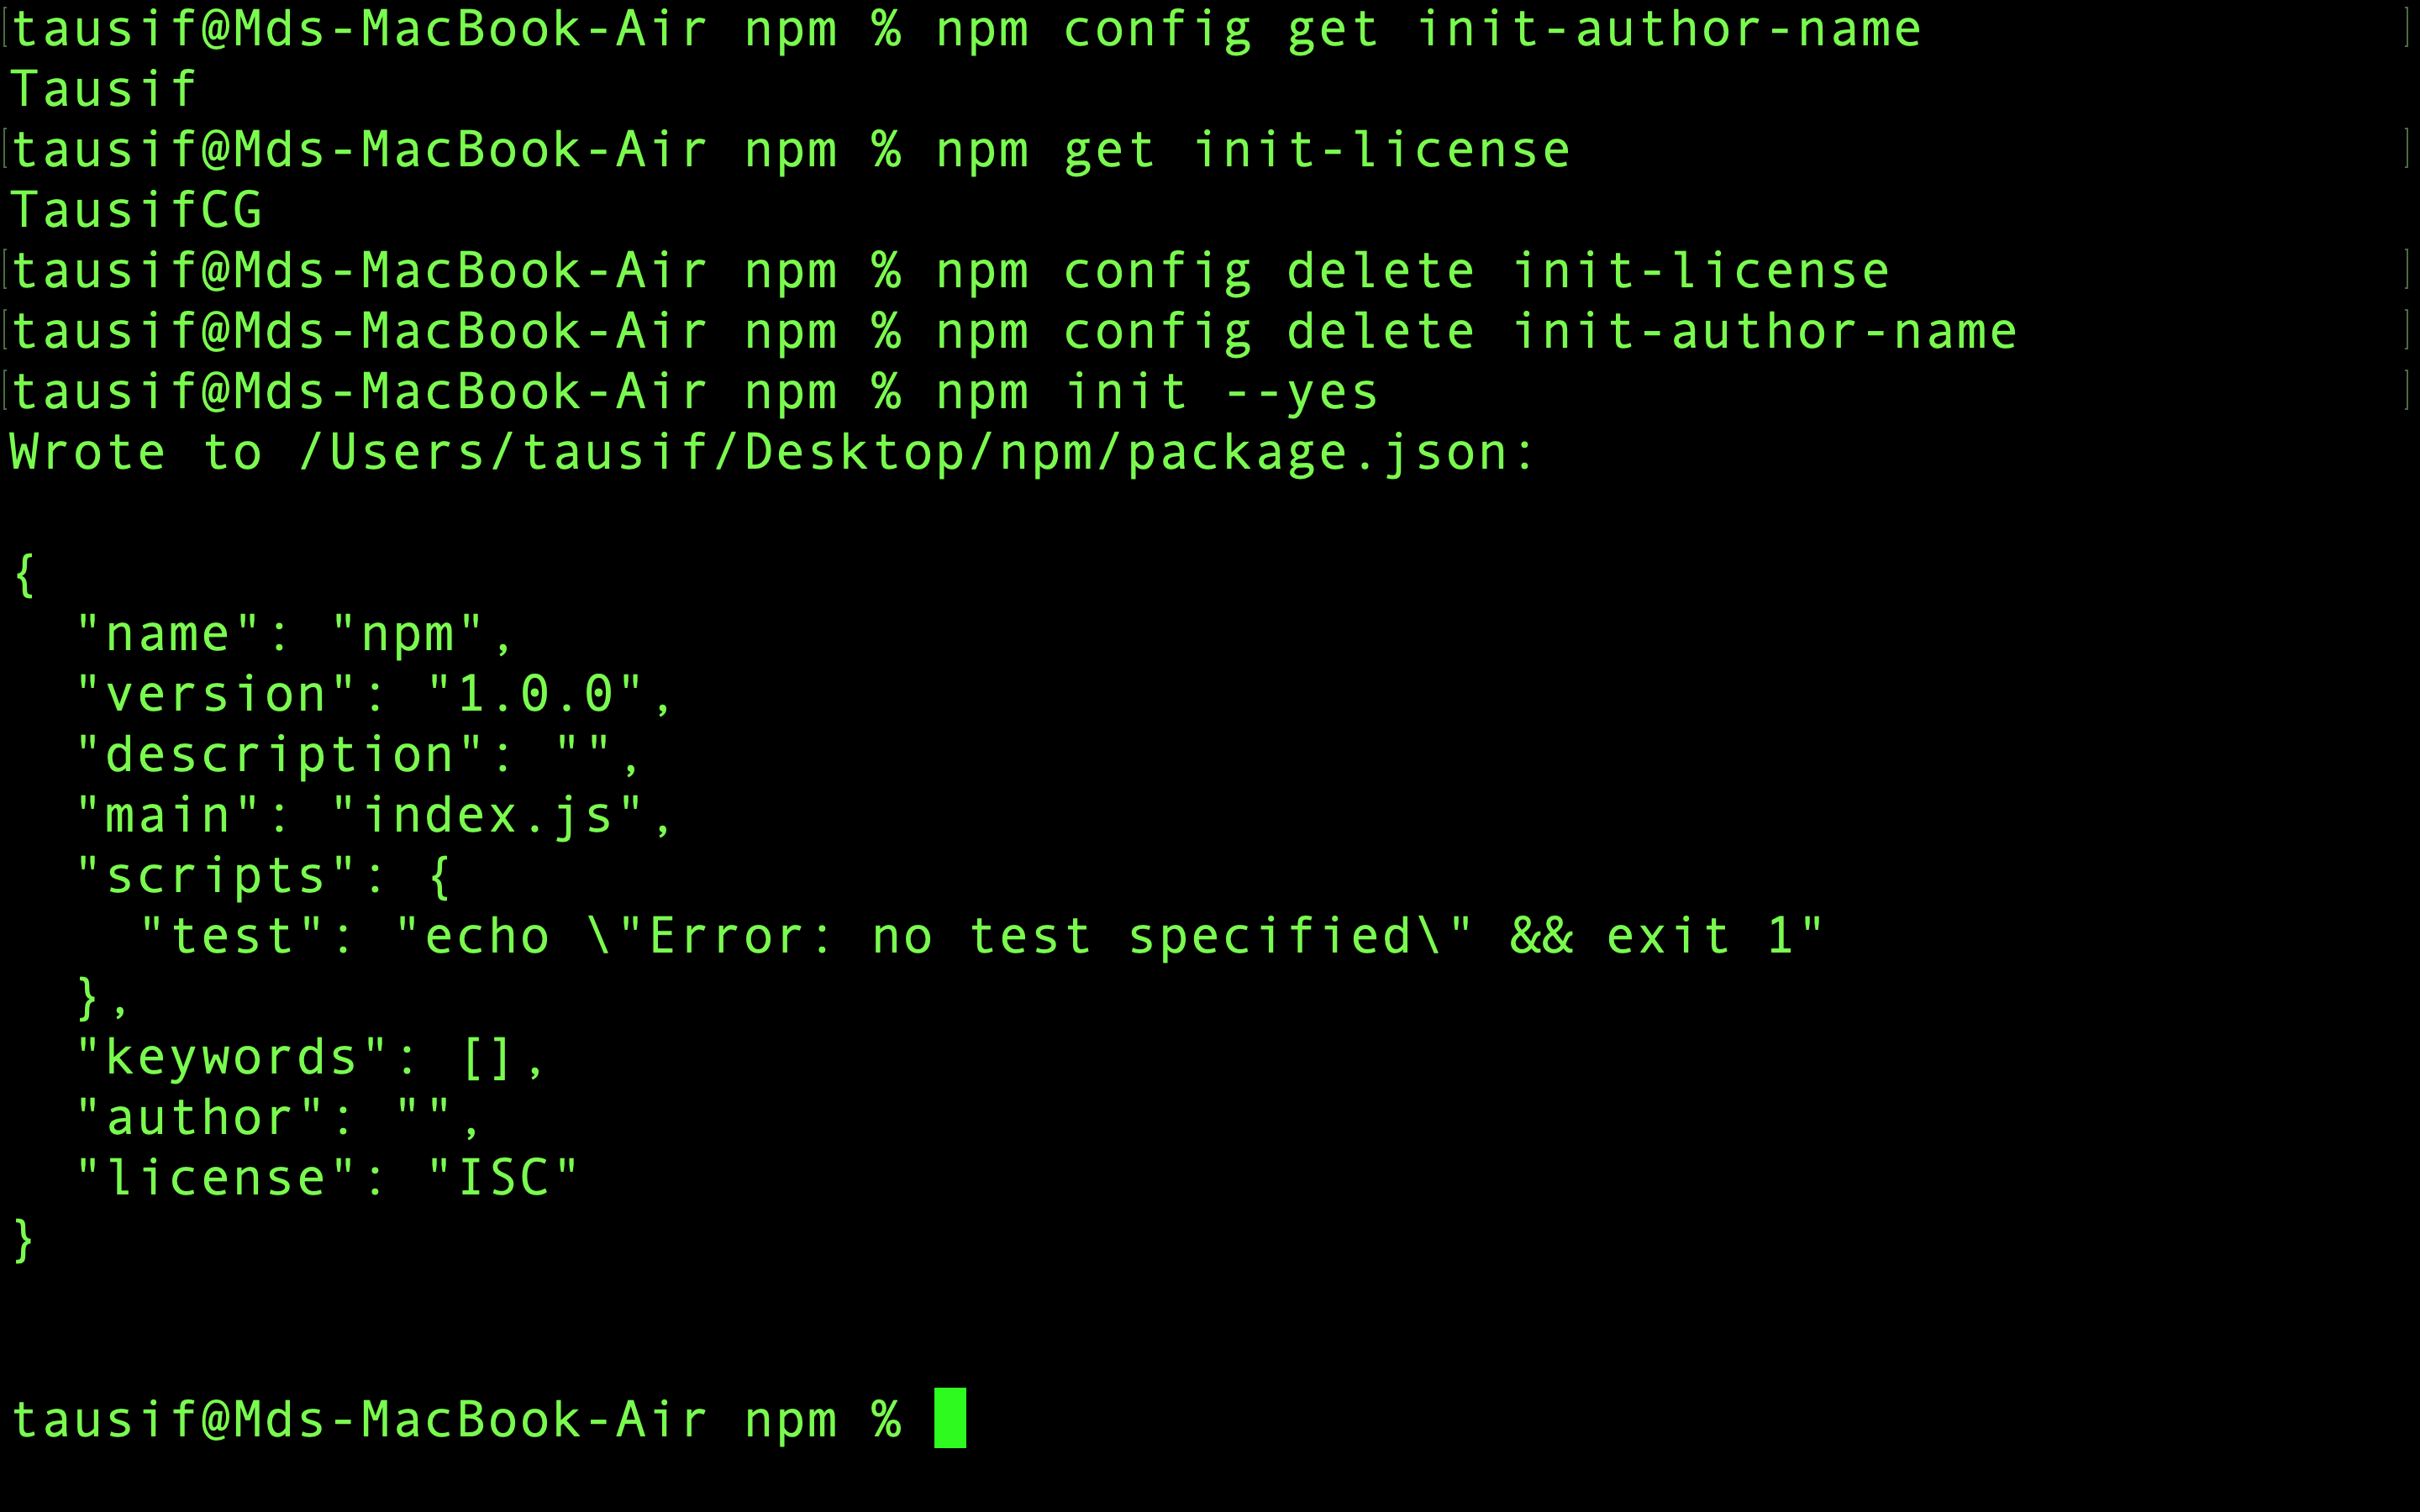 tausif@Mds-MacBook-Air npm % npm config get init-author-name
Tausif
tausif@Mds-MacBook-Air npm % npm get init-license
TausifCG
tausif@Mds-MacBook-Air npm % npm config delete init-license
tausif@Mds-MacBook-Air npm % npm config delete init-author-name
tausif@Mds-MacBook-Air npm % npm init --yes
Wrote to /Users/tausif/Desktop/npm/package.json:

{
  "name": "npm",
  "version": "1.0.0",
  "description": "",
  "main": "index.js",
  "scripts": {
    "test": "echo \"Error: no test specified\" && exit 1"
  },
  "keywords": [],
  "author": "",
  "license": "ISC"
}

tausif@Mds-MacBook-Air npm %